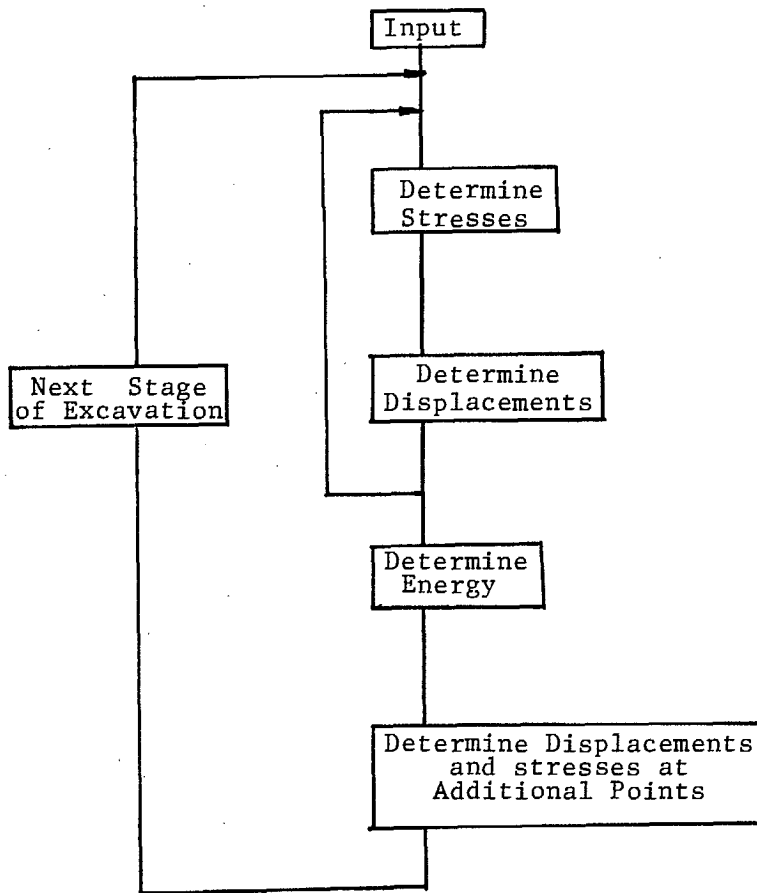 Input
Determine
Stresses
Next Stage
of Excavation
Determine
Displacements
Determine
Energy
Determine Displacements
and stresses at
Additional Points